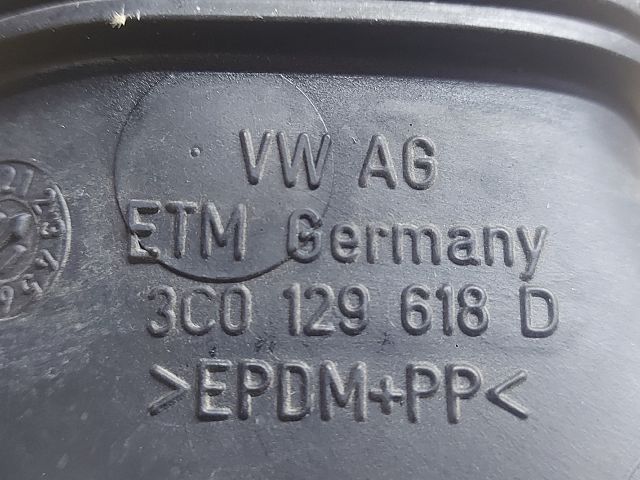 VW AG
ETM Germany
3C0 129 618 D
>EPDM+PP<